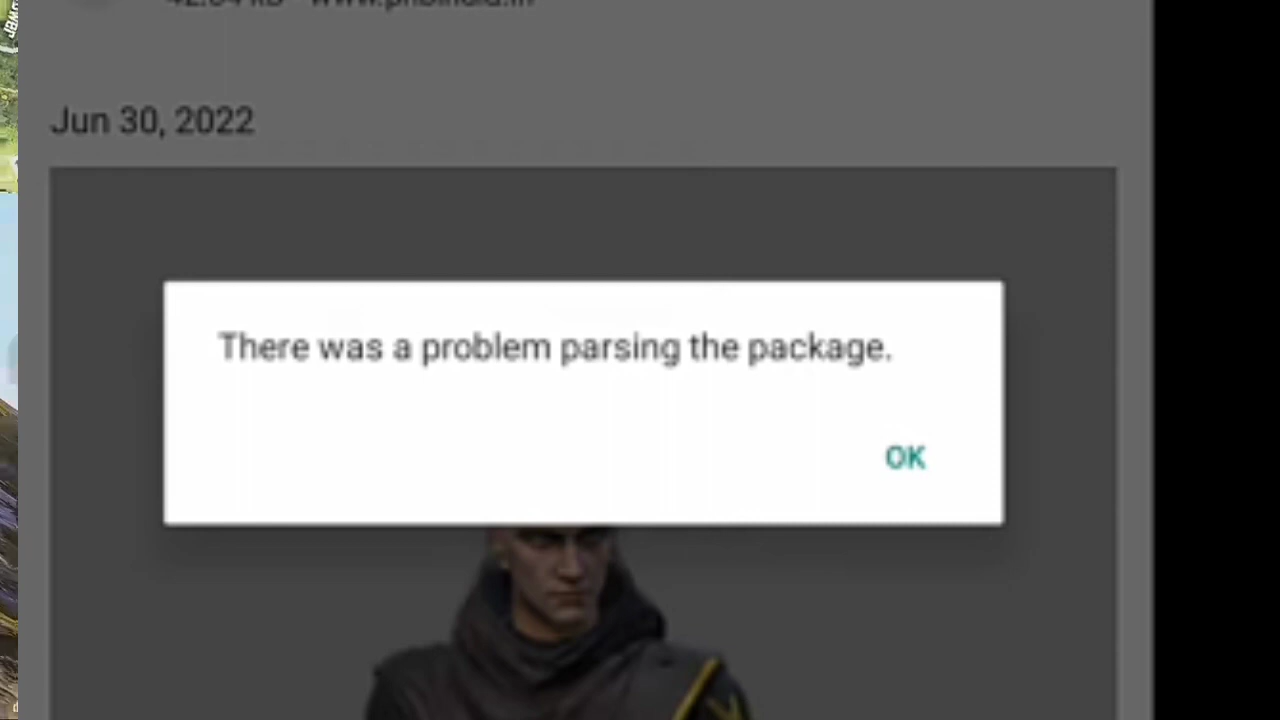 Jun 30, 2022
There was a problem parsing the package.
OK